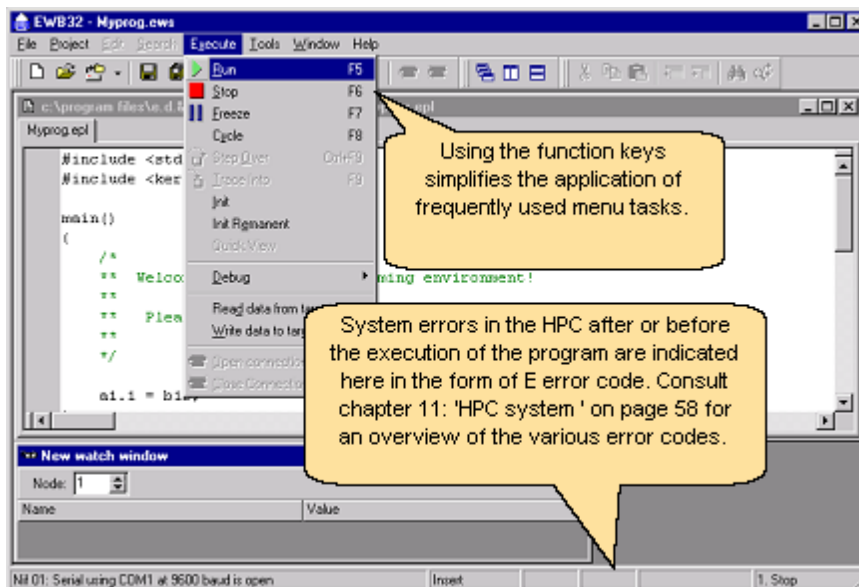 EWB32 - Myprog.ews
File Project Edit Search Execute Tools Window Help
c:\program files\e.d.&
Myprog.epl
Run F5
Stop F6
Freeze F7
Cycle F8
Step Over Ctrl+F9
Trace Into F9
Init
Init Remanent
Quick View
Debug
Read data from
Write data to
Open connection
Close Connection
#include <std
#include <ker
main()
{
/*
** Welco ming environment!
**
** Plea
**
*/
a1.i =
Using the function keys
simplifies the application of
frequently used menu tasks.
System errors in the HPC after or before
the execution of the program are indicated
here in the form of E error code. Consult
chapter 11: 'HPC system ' on page 58 for
an overview of the various error codes.
New watch window
Node: 1
Name Value
Nif 01: Serial using COM1 at 9600 baud is open Insert 1. Stop